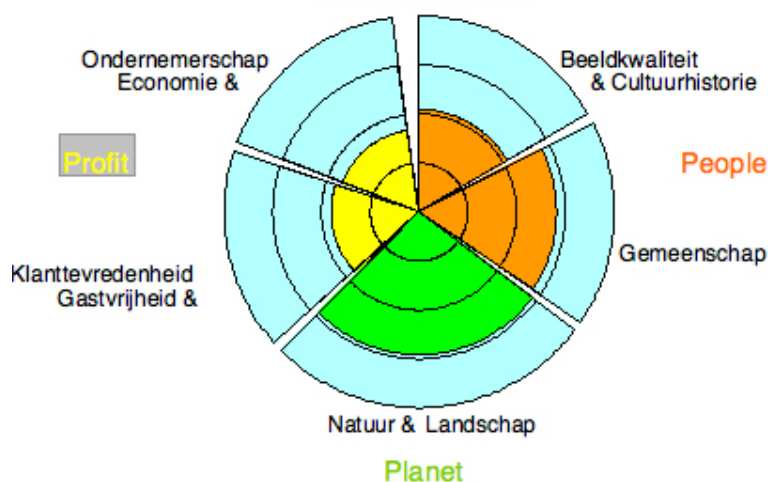 Ondernemerschap
Economie &
Beeldkwaliteit
& Cultuurhistorie
Profit
People
Klanttevredenheid
Gastvrijheid &
Gemeenschap
Natuur & Landschap
Planet